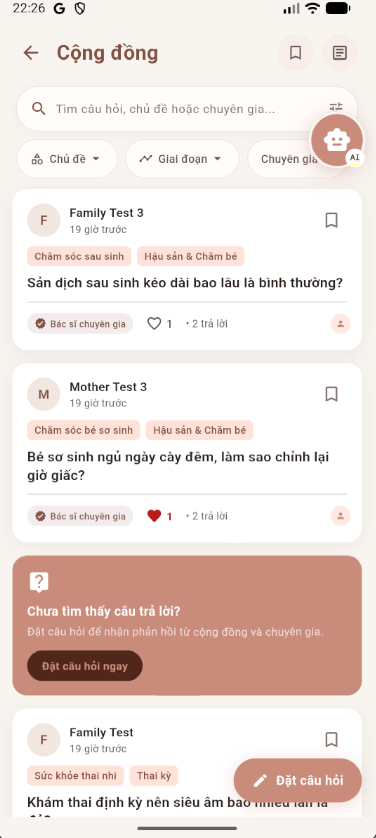 22:26
Cộng đồng
Tìm câu hỏi, chủ đề hoặc chuyên gia...
AI
Chủ đề
Giai đoạn
Chuyên gia
F
Family Test 3
19 giờ trước
Chăm sóc sau sinh
Hậu sản & Chăm bé
Sản dịch sau sinh kéo dài bao lâu là bình thường?
Bác sĩ chuyên gia
1
• 2 trả lời
M
Mother Test 3
19 giờ trước
Chăm sóc bé sơ sinh
Hậu sản & Chăm bé
Bé sơ sinh ngủ ngày cày đêm, làm sao chỉnh lại
giờ giấc?
Bác sĩ chuyên gia
1
• 2 trả lời
Chưa tìm thấy câu trả lời?
Đặt câu hỏi để nhận phản hồi từ cộng đồng và chuyên gia.
Đặt câu hỏi ngay
F
Family Test
19 giờ trước
Sức khỏe thai nhi
Thai kỳ
Đặt câu hỏi
Khám thai định kỳ nên siêu âm bao nhiêu lần là